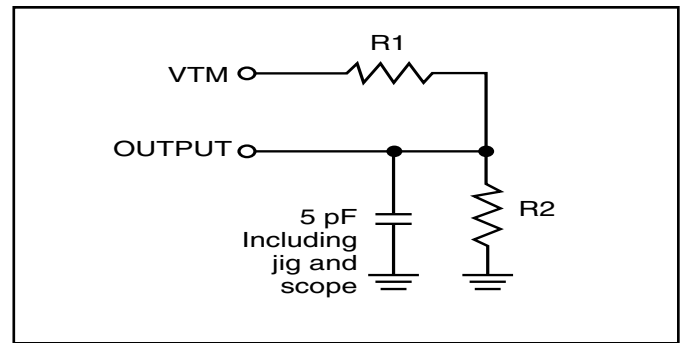 R1
VTM
OUTPUT
R2
5 pF
Including
jig and
scope